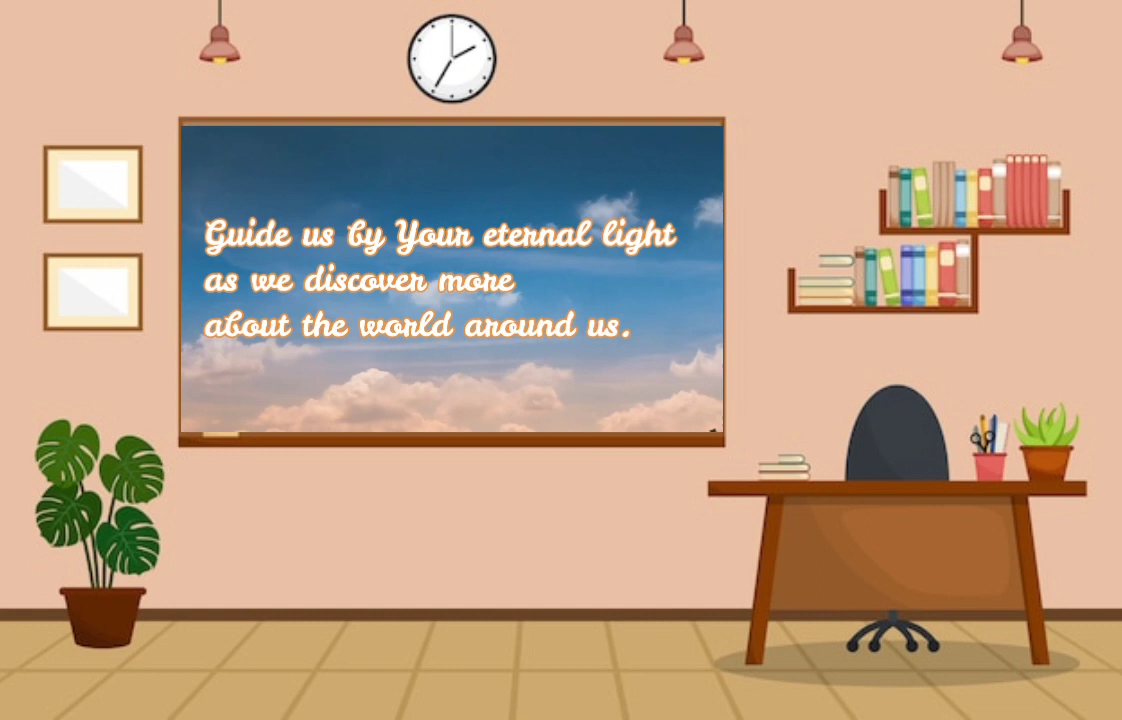 Guide us by Your eternal light
as we discover more
about the world around us.